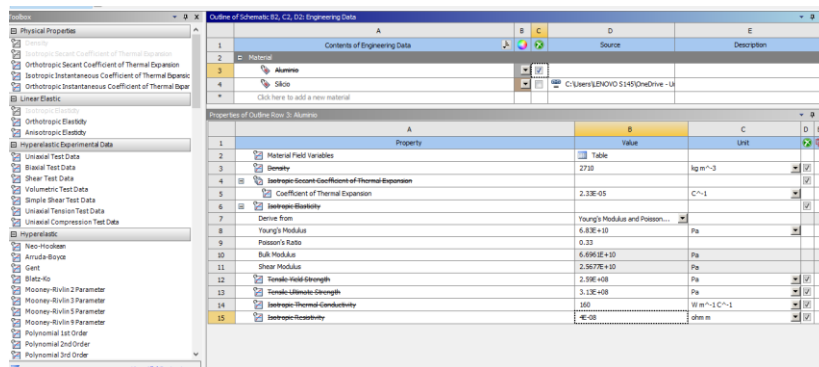 Toolbox
Outline of Schematic B2, C2, D2: Engineering Data
Physical Properties
Density
Isotropic Secant Coefficient of Thermal Expansion
Orthotropic Secant Coefficient of Thermal Expansion
Isotropic Instantaneous Coefficient of Thermal Expansic
Orthotropic Instantaneous Coefficient of Thermal Expar
Linear Elastic
Isotropic Elasticity
Orthotropic Elasticity
Anisotropic Elasticity
Hyperelastic Experimental Data
Uniaxial Test Data
Biaxial Test Data
Shear Test Data
Volumetric Test Data
Simple Shear Test Data
Uniaxial Tension Test Data
Uniaxial Compression Test Data
Hyperelastic
Neo-Hookean
Arruda-Boyce
Gent
Blatz-Ko
Mooney-Rivlin 2 Parameter
Mooney-Rivlin 3 Parameter
Mooney-Rivlin 5 Parameter
Mooney-Rivlin 9 Parameter
Polynomial 1st Order
Polynomial 2nd Order
Polynomial 3rd Order
A B C D E
1 Contents of Engineering Data Source Description
2 Material
3 Aluminio
4 Silicio C:\Users\LENOVO S145\OneDrive - Ur
* Click here to add a new material
Properties of Outline Row 3: Aluminio
A B C D
1 Property Value Unit
2 Material Field Variables Table
3 Density 2710 kg m^-3
4 Isotropic Secant Coefficient of Thermal Expansion
5 Coefficient of Thermal Expansion 2.33E-05 C^-1
6 Isotropic Elasticity
7 Derive from Young's Modulus and Poisson...
8 Young's Modulus 6.83E+10 Pa
9 Poisson's Ratio 0.33
10 Bulk Modulus 6.6961E+10 Pa
11 Shear Modulus 2.5677E+10 Pa
12 Tensile Yield Strength 2.59E+08 Pa
13 Tensile Ultimate Strength 3.13E+08 Pa
14 Isotropic Thermal Conductivity 160 W m^-1 C^-1
15 Isotropic Resistivity 4E-08 ohm m